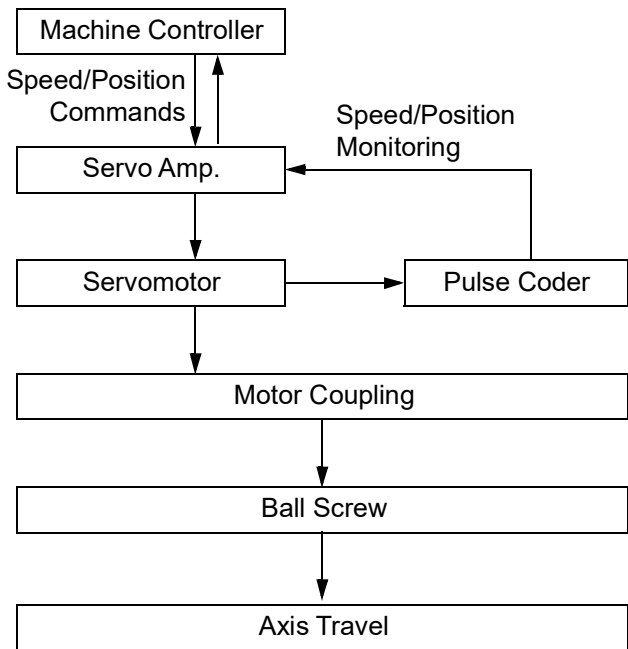 Machine Controller
Speed/Position
Commands
Speed/Position
Monitoring
Servo Amp.
Servomotor
Pulse Coder
Motor Coupling
Ball Screw
Axis Travel